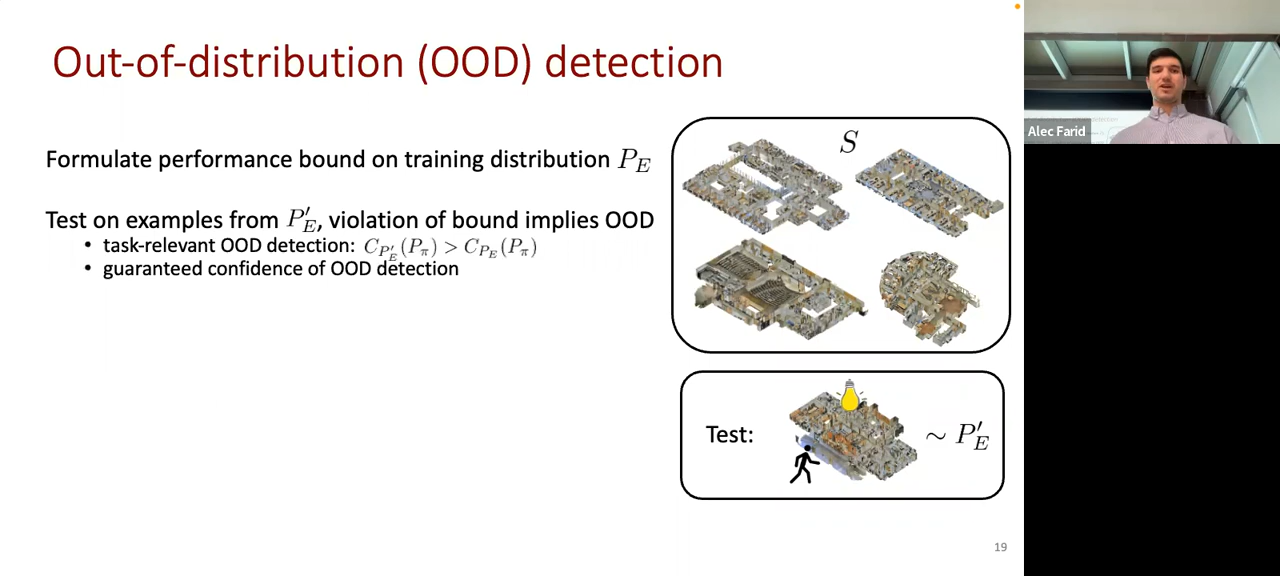 Out-of-distribution (OOD) detection
Formulate performance bound on training distribution $P_E$
Test on examples from $P'_E$, violation of bound implies OOD
• task-relevant OOD detection: $C_{P'_E}(P_\pi) > C_{P_E}(P_\pi)$
• guaranteed confidence of OOD detection
$S$
Test:
$\sim P'_E$
19
Alec Farid